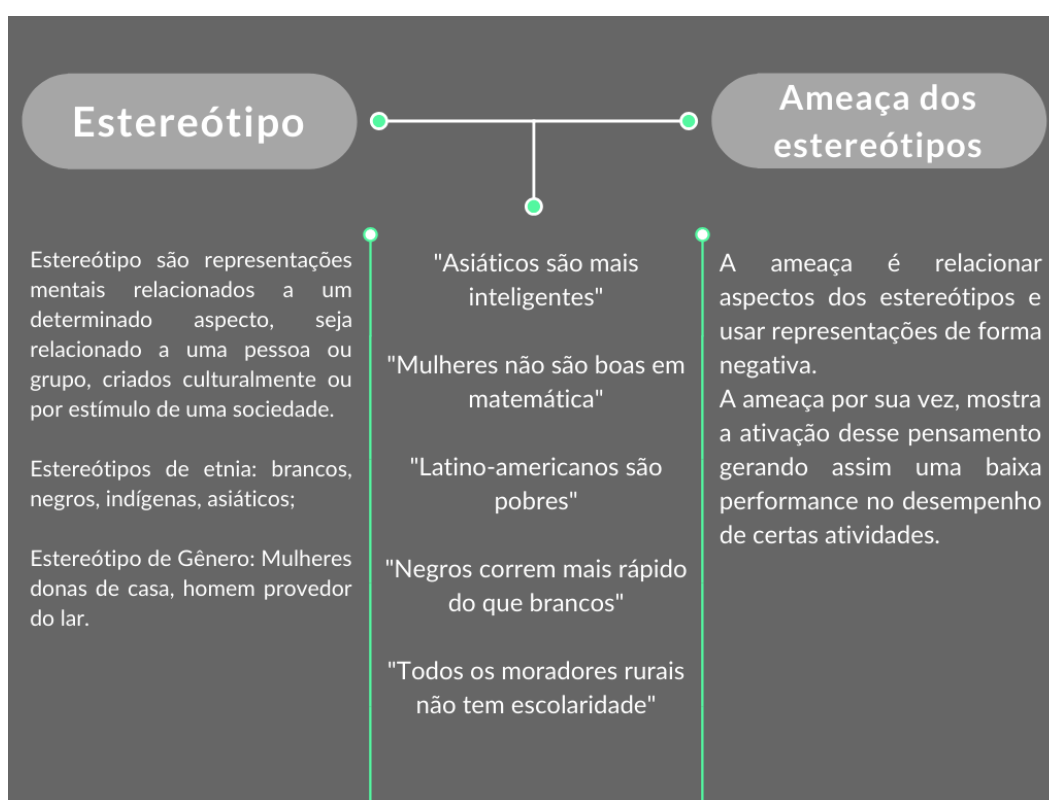 Estereótipo
Ameaça dos
estereótipos
Estereótipo são representações
mentais relacionados a um
determinado aspecto, seja
relacionado a uma pessoa ou
grupo, criados culturalmente ou
por estímulo de uma sociedade.
Estereótipos de etnia: brancos,
negros, indígenas, asiáticos;
Estereótipo de Gênero: Mulheres
donas de casa, homem provedor
do lar.
"Asiáticos são mais
inteligentes"
"Mulheres não são boas em
matemática"
"Latino-americanos são
pobres"
"Negros correm mais rápido
do que brancos"
"Todos os moradores rurais
não tem escolaridade"
A ameaça é relacionar
aspectos dos estereótipos e
usar representações de forma
negativa.
A ameaça por sua vez, mostra
a ativação desse pensamento
gerando assim uma baixa
performance no desempenho
de certas atividades.